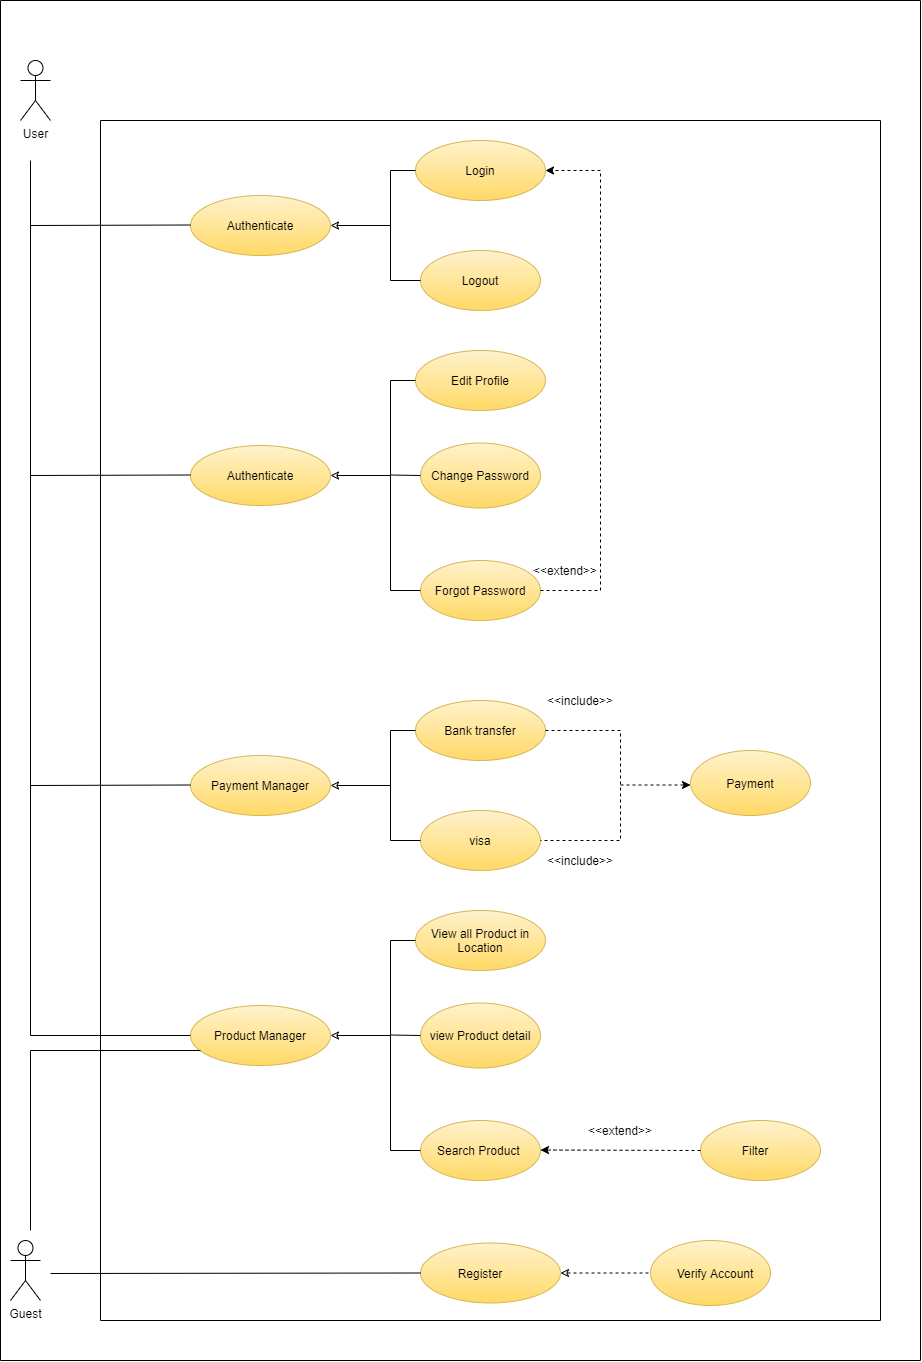 User
Login
Authenticate
Logout
Edit Profile
Authenticate
Change Password
<<extend>>
Forgot Password
<<include>>
Bank transfer
Payment Manager
Payment
visa
<<include>>
View all Product in
Location
Product Manager
view Product detail
<<extend>>
Search Product
Filter
Register
Verify Account
Guest